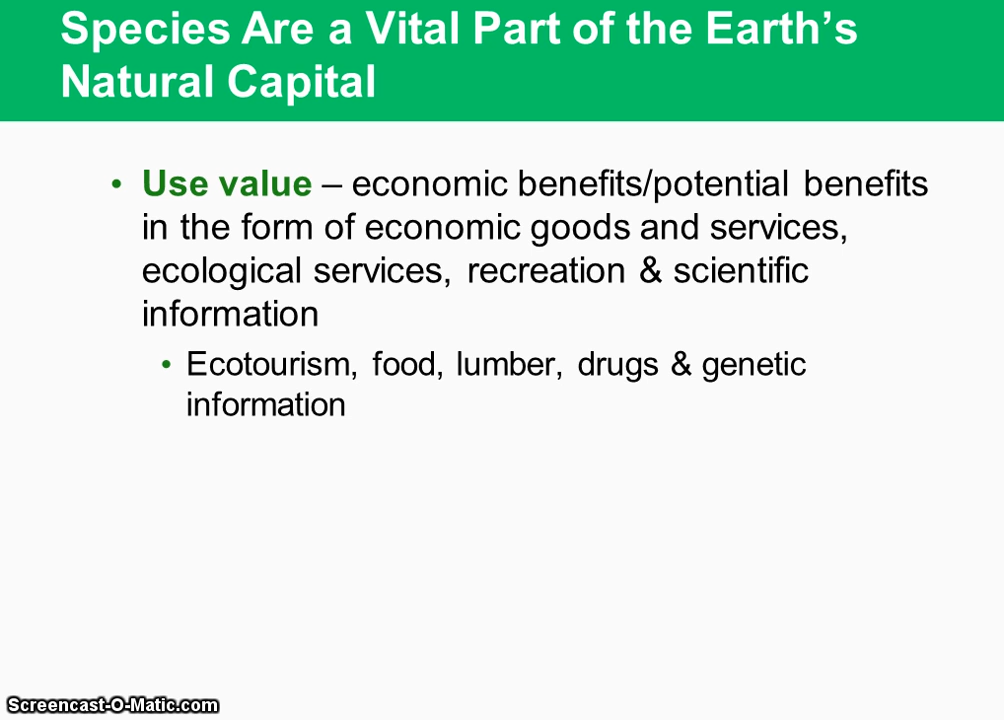 Species Are a Vital Part of the Earth’s
Natural Capital
• Use value – economic benefits/potential benefits
in the form of economic goods and services,
ecological services, recreation & scientific
information
• Ecotourism, food, lumber, drugs & genetic
information
Screencast-O-Matic.com